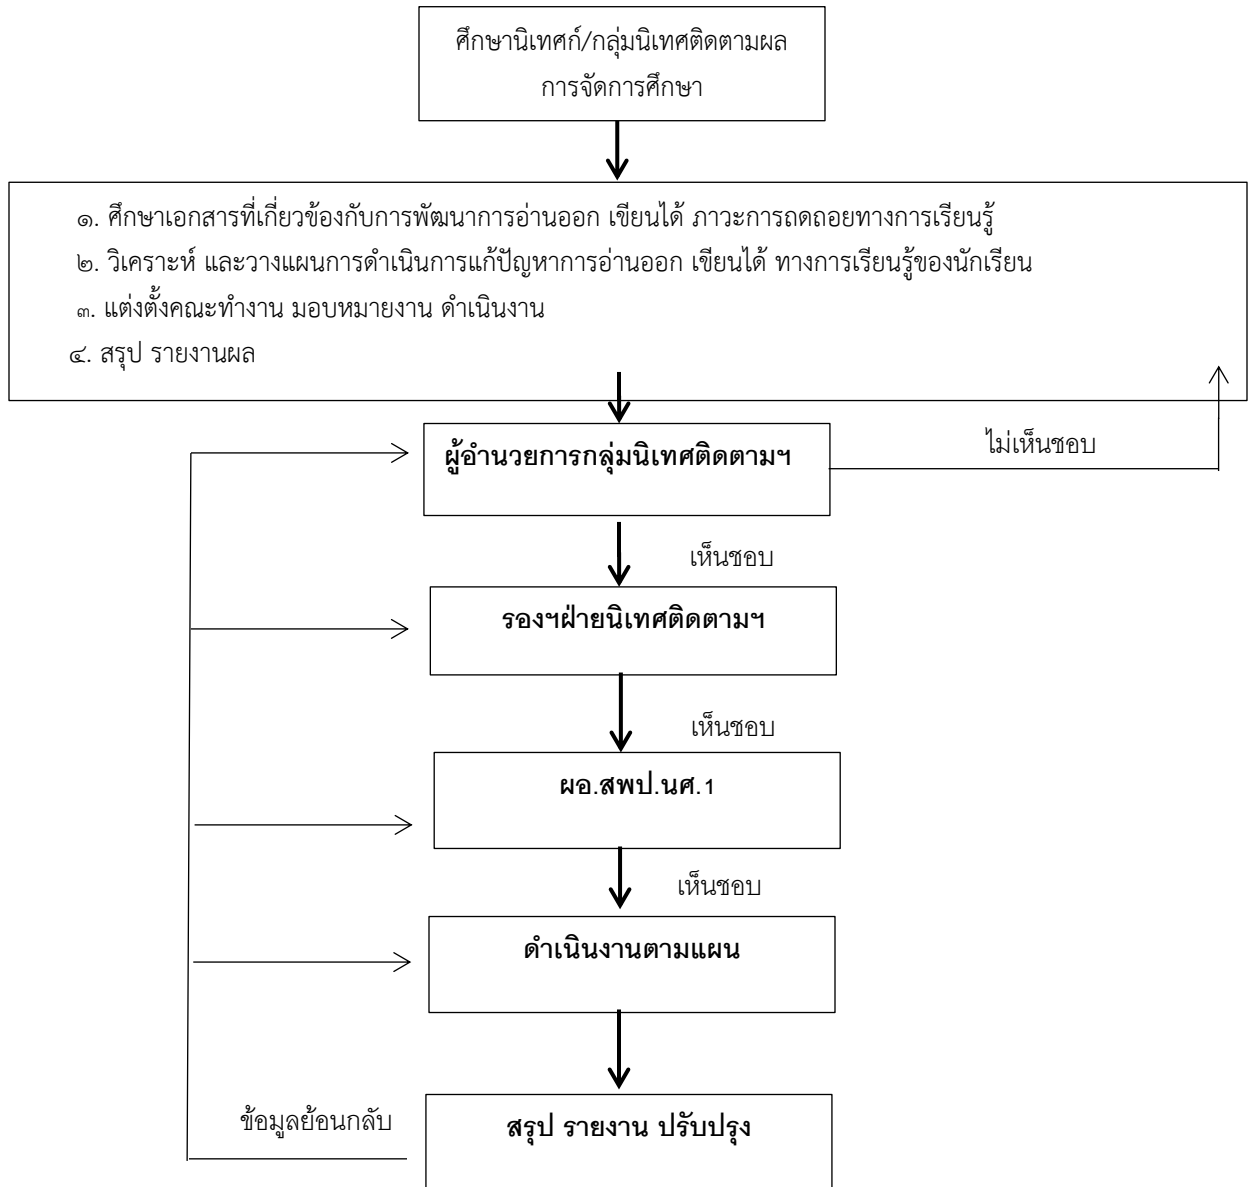 ศึกษานิเทศก์/กลุ่มนิเทศติดตามผล
การจัดการศึกษา
๑. ศึกษาเอกสารที่เกี่ยวข้องกับการพัฒนาการอ่านออก เขียนได้ ภาวะการถดถอยทางการเรียนรู้
๒. วิเคราะห์ และวางแผนการดำเนินการแก้ปัญหาการอ่านออก เขียนได้ ทางการเรียนรู้ของนักเรียน
๓. แต่งตั้งคณะทำงาน มอบหมายงาน ดำเนินงาน
๔. สรุป รายงานผล
ผู้อำนวยการกลุ่มนิเทศติดตามฯ
ไม่เห็นชอบ
เห็นชอบ
รองฯฝ่ายนิเทศติดตามฯ
เห็นชอบ
ผอ.สพป.นศ.1
เห็นชอบ
ดำเนินงานตามแผน
ข้อมูลย้อนกลับ
สรุป รายงาน ปรับปรุง